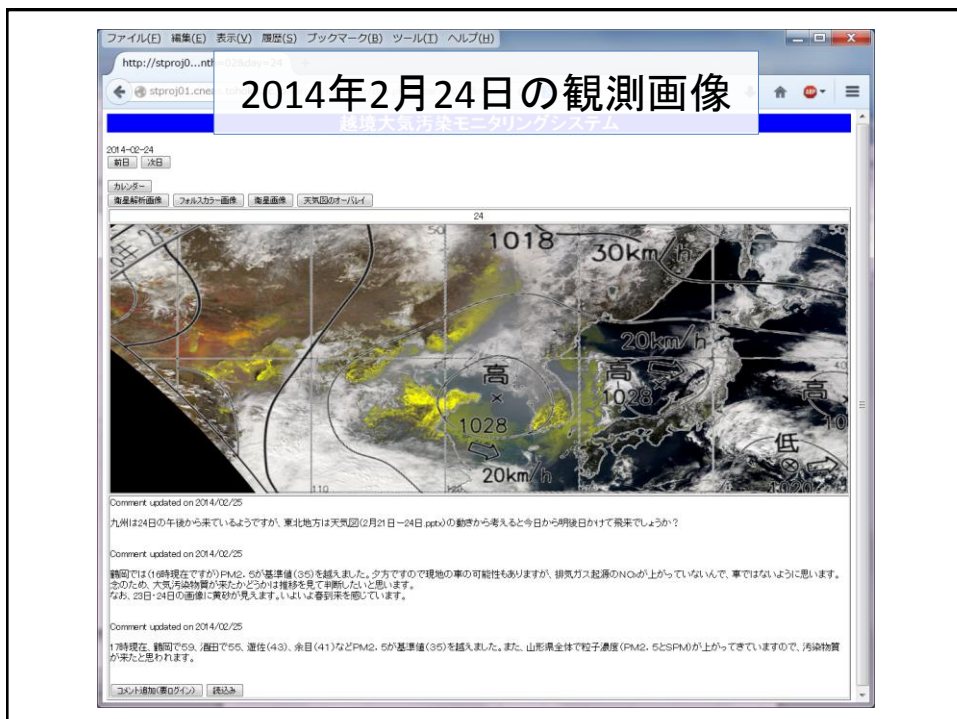 ファイル(F) 編集(E) 表示(V) 履歴(S) ブックマーク(B) ツール(T) ヘルプ(H)
http://stproj0...nth=02&day=24
stproj01.cnea
2014年2月24日の観測画像
越境大気汚染モニタリングシステム
2014-02-24
前日 次日
カレンダー
衛星解析画像 フォルスカラー画像 衛星画像 天気図のオーバレイ
24
50
1018
30km/h
50
20km/h
40
高
高
1028
高
1028
低
20km/h
110
120
1020
Comment updated on 2014/02/25
九州は24日の午後から来ているようですが、東北地方は天気図(2月21日－24日.pptx)の動きから考えると今日から明後日かけて飛来でしょうか？
Comment updated on 2014/02/25
鶴岡では(16時現在ですが)PM2．5が基準値(35)を越えました。夕方ですので現地の車の可能性もありますが、排気ガス起源のNOxが上がっていないんで、車ではないように思います。
念のため、大気汚染物質が来たかどうかは推移を見て判断したいと思います。
なお、23日・24日の画像に黄砂が見えます。いよいよ春到来を感じています。
Comment updated on 2014/02/25
17時現在、鶴岡で59、酒田で55、遊佐(43)、余目(41)などPM2．5が基準値(35)を越えました。また、山形県全体で粒子濃度(PM2．5とSPM)が上がってきていますので、汚染物質
が来たと思われます。
コメント追加(要ログイン) 読込み